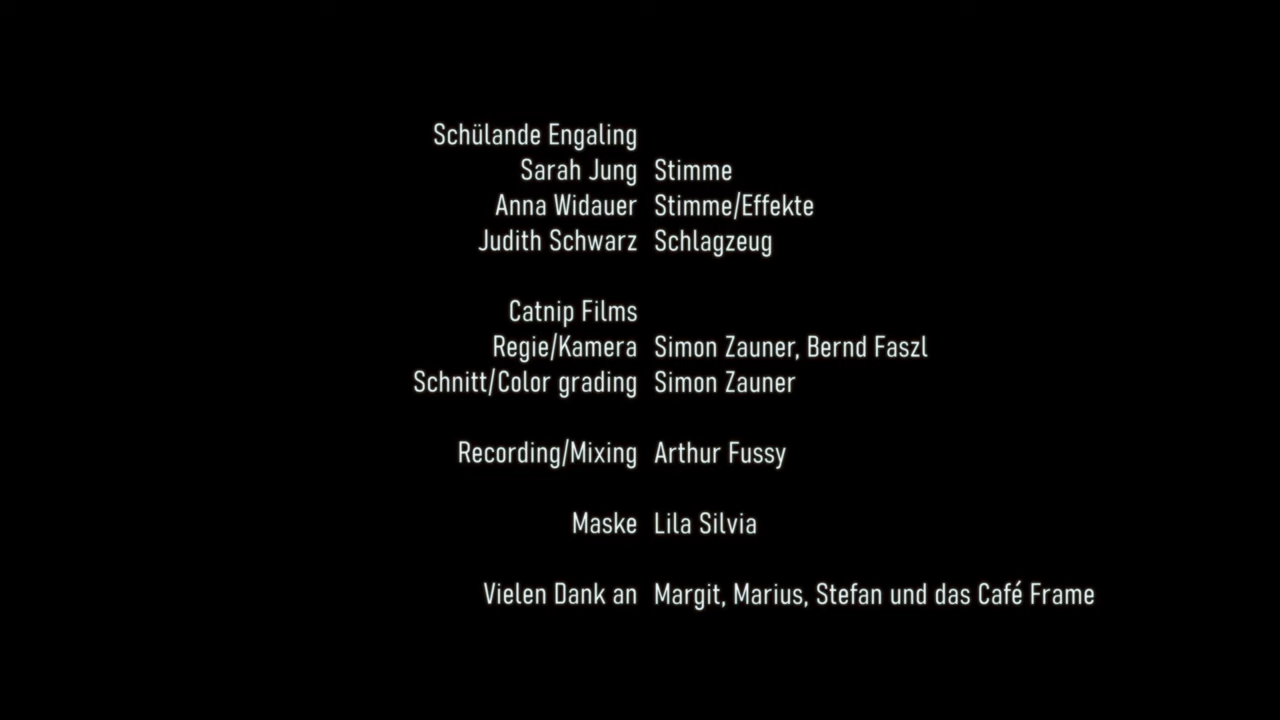 Schülande Engaling
Sarah Jung Stimme
Anna Widauer Stimme/Effekte
Judith Schwarz Schlagzeug
Catnip Films
Regie/Kamera Simon Zauner, Bernd Faszl
Schnitt/Color grading Simon Zauner
Recording/Mixing Arthur Fussy
Maske Lila Silvia
Vielen Dank an Margit, Marius, Stefan und das Café Frame